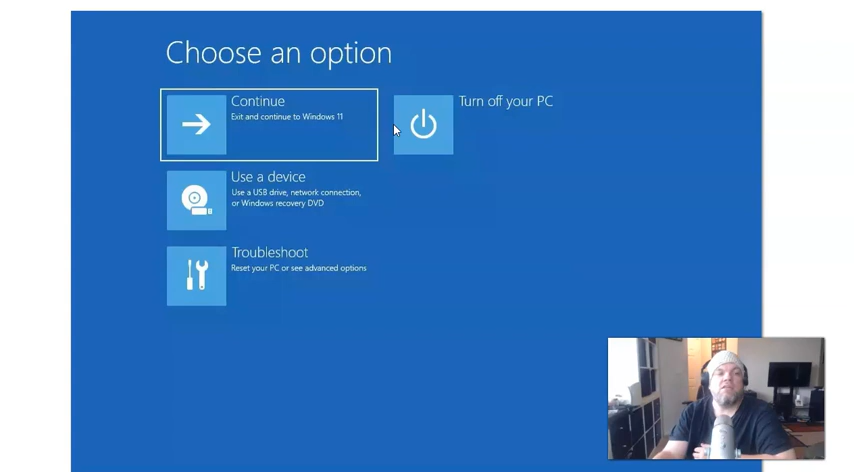 Choose an option
Continue
Exit and continue to Windows 11
Turn off your PC
Use a device
Use a USB drive, network connection,
or Windows recovery DVD
Troubleshoot
Reset your PC or see advanced options